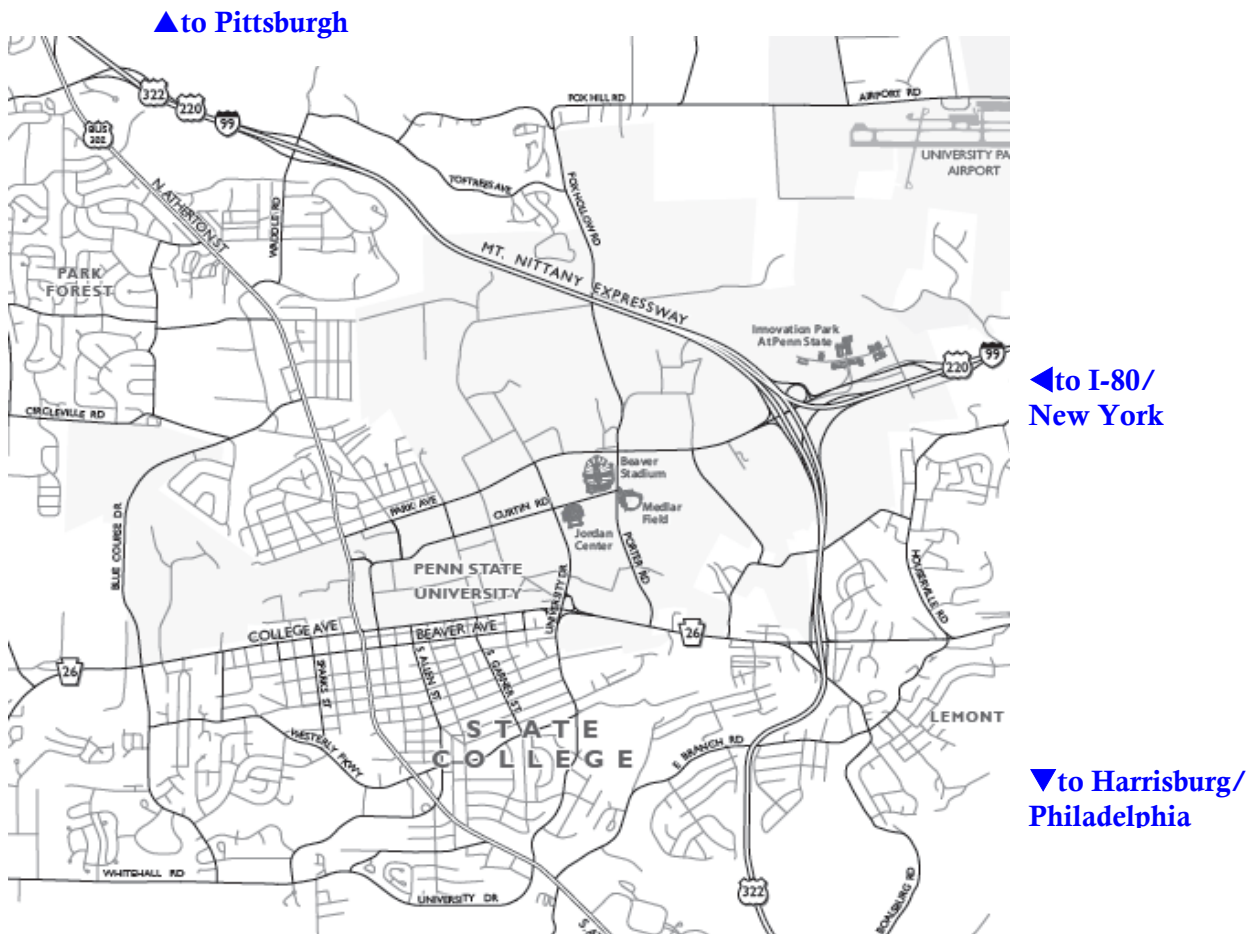 ▲to Pittsburgh
322
220
99
BUS
322
FOX HILL RD
AIRPORT RD
UNIVERSITY PA
AIRPORT
N. ATHERTON ST
WADDLE RD
TOFTREES AVE
FOX HOLLOW RD
PARK
FOREST
MT. NITTANY EXPRESSWAY
Innovation Park
At Penn State
220
99
◀to I-80/
New York
CIRCLEVILLE RD
Beaver
Stadium
PARK AVE
CURTIN RD
Medlar
Field
Jordan
Center
BLUE COURSE DR
PENN STATE
UNIVERSITY
PORTER RD
HOUSERVILLE RD
UNIVERSITY DR
COLLEGE AVE
BEAVER AVE
26
26
SPARKS ST
S. ALLEN ST
S. GARNER ST
LEMONT
STATE
COLLEGE
WESTERLY PKWY
E BRANCH RD
▼to Harrisburg/
Philadelphia
WHITEHALL RD
UNIVERSITY DR
322
BOALSBURG RD